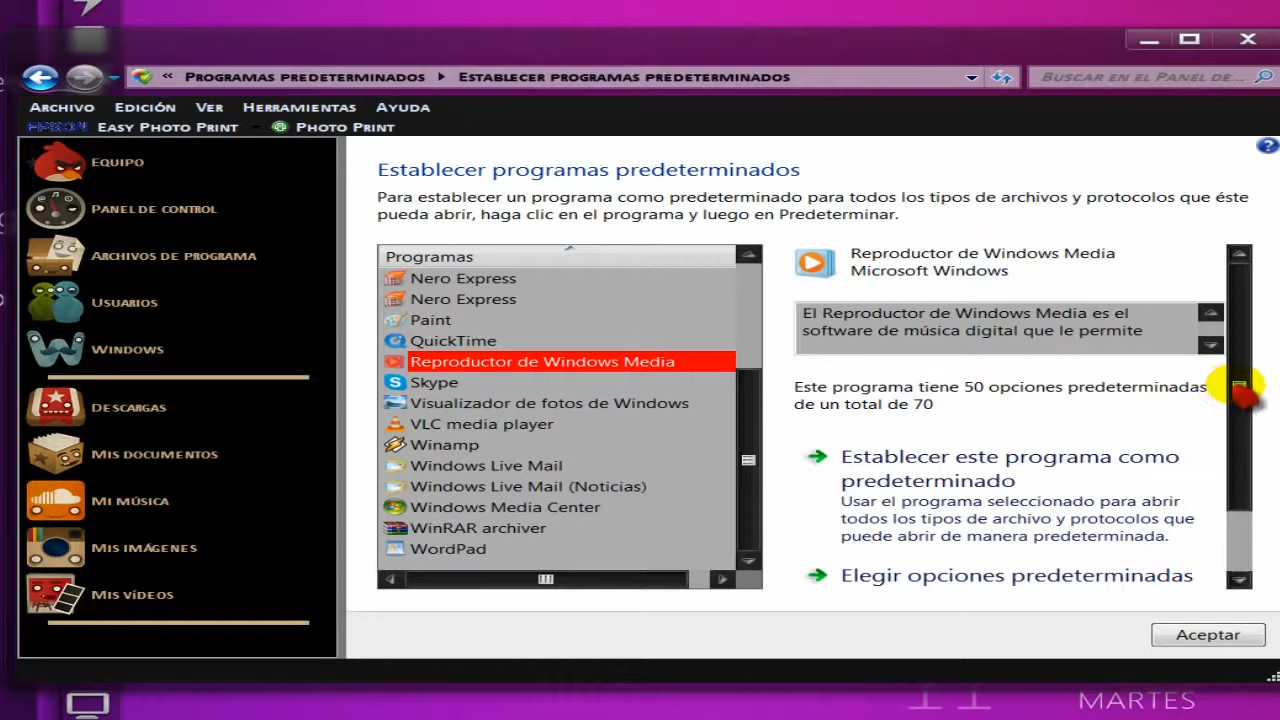 « Programas predeterminados ▸ Establecer programas predeterminados
Buscar en el Panel de...
Archivo Edición Ver Herramientas Ayuda
EPSON Easy Photo Print Photo Print
Equipo
Panel de control
Archivos de programa
Usuarios
Windows
Descargas
Mis documentos
Mi música
Mis imágenes
Mis vídeos
Establecer programas predeterminados
Para establecer un programa como predeterminado para todos los tipos de archivos y protocolos que éste
pueda abrir, haga clic en el programa y luego en Predeterminar.
Programas
Nero Express
Nero Express
Paint
QuickTime
Reproductor de Windows Media
Skype
Visualizador de fotos de Windows
VLC media player
Winamp
Windows Live Mail
Windows Live Mail (Noticias)
Windows Media Center
WinRAR archiver
WordPad
Reproductor de Windows Media
Microsoft Windows
El Reproductor de Windows Media es el
software de música digital que le permite
Este programa tiene 50 opciones predeterminadas
de un total de 70
Establecer este programa como
predeterminado
Usar el programa seleccionado para abrir
todos los tipos de archivo y protocolos que
puede abrir de manera predeterminada.
Elegir opciones predeterminadas
Aceptar
MARTES